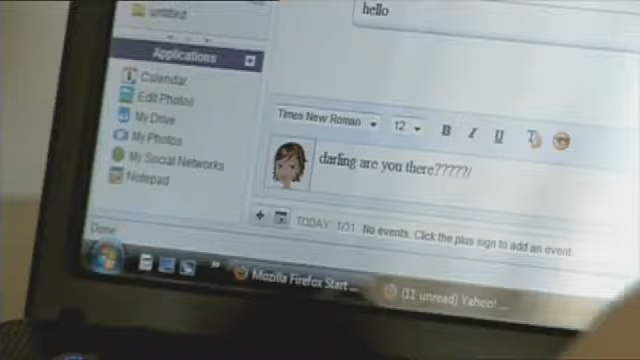 untitled
hello
Applications
Calendar
Edit Photos
My Drive
My Photos
My Social Networks
Notepad
Times New Roman 12 B I U T
darling are you there?????/
TODAY: 1/31 No events. Click the plus sign to add an event.
Done
Mozilla Firefox Start ...
(11 unread) Yahoo! ...